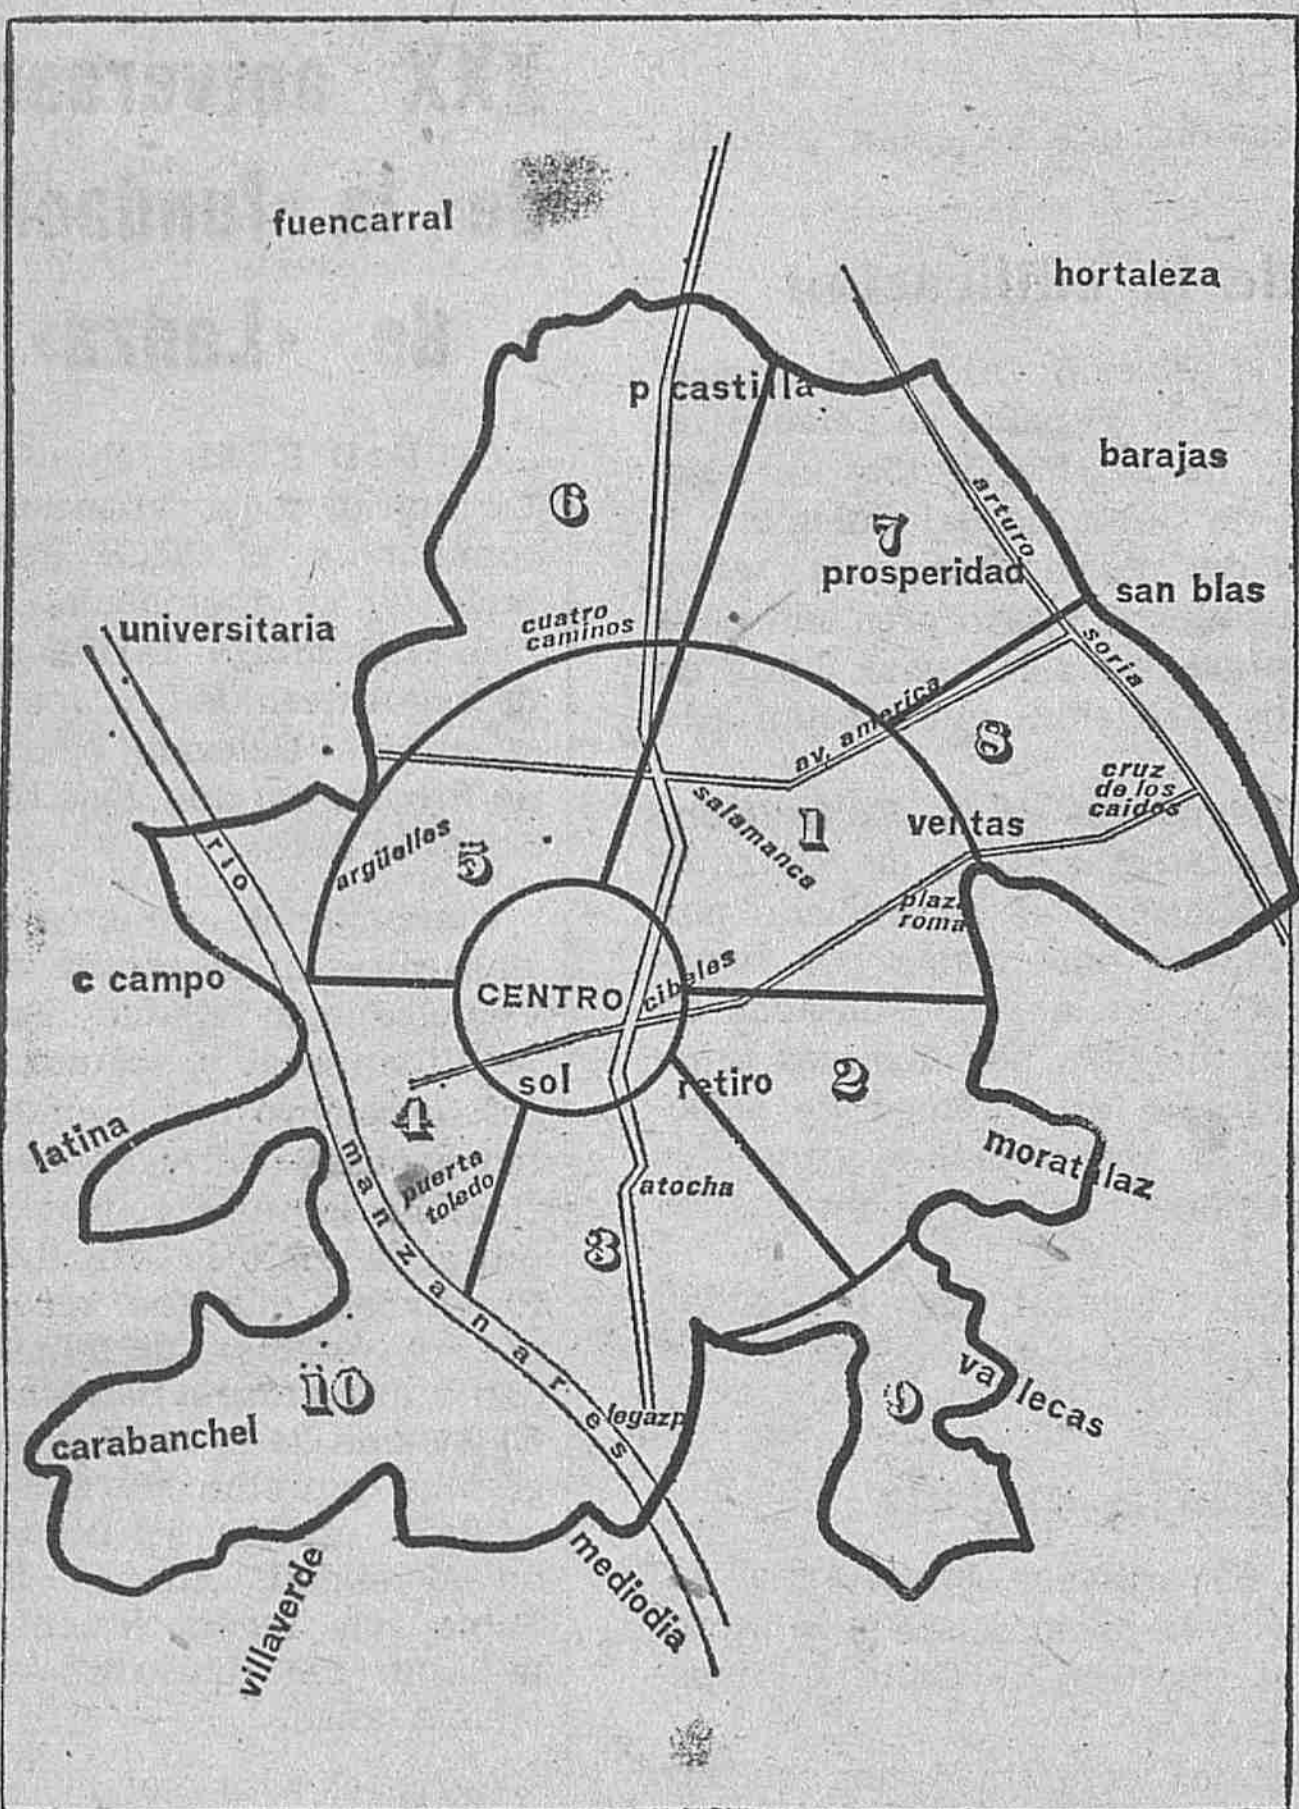 fuencarral
hortaleza
p castilla
barajas
6
arturo
7
prosperidad
san blas
cuatro
caminos
universitaria
soria
av. america
8
cruz
de los
caidos
salamanca
1
ventas
argüelles
5
rio
plaza
roma
c campo
CENTRO
cibeles
sol
retiro
2
4
latina
manzanares
puerta
toledo
moratalaz
atocha
3
vallecas
10
9
legazpi
carabanchel
villaverde
mediodia